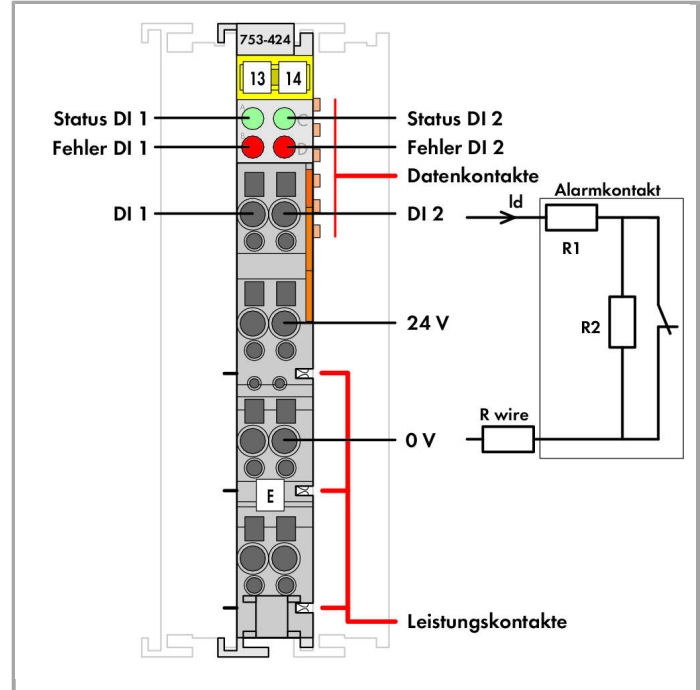 753-424
13 14
A
C
Status DI 1
Status DI 2
B
D
Fehler DI 1
Fehler DI 2
Datenkontakte
Alarmkontakt
DI 1
DI 2
Id
R1
R2
24 V
R wire
0 V
E
Leistungskontakte